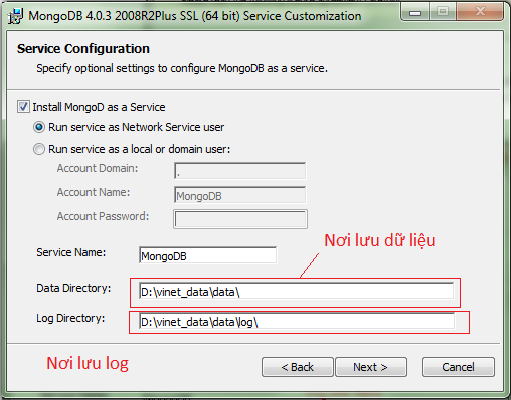 MongoDB 4.0.3 2008R2Plus SSL (64 bit) Service Customization
Service Configuration
Specify optional settings to configure MongoDB as a service.
Install MongoD as a Service
Run service as Network Service user
Run service as a local or domain user:
Account Domain: .
Account Name: MongoDB
Account Password:
Nơi lưu dữ liệu
Service Name: MongoDB
Data Directory: D:\vinet_data\data\
Log Directory: D:\vinet_data\data\log\
Nơi lưu log
< Back Next > Cancel